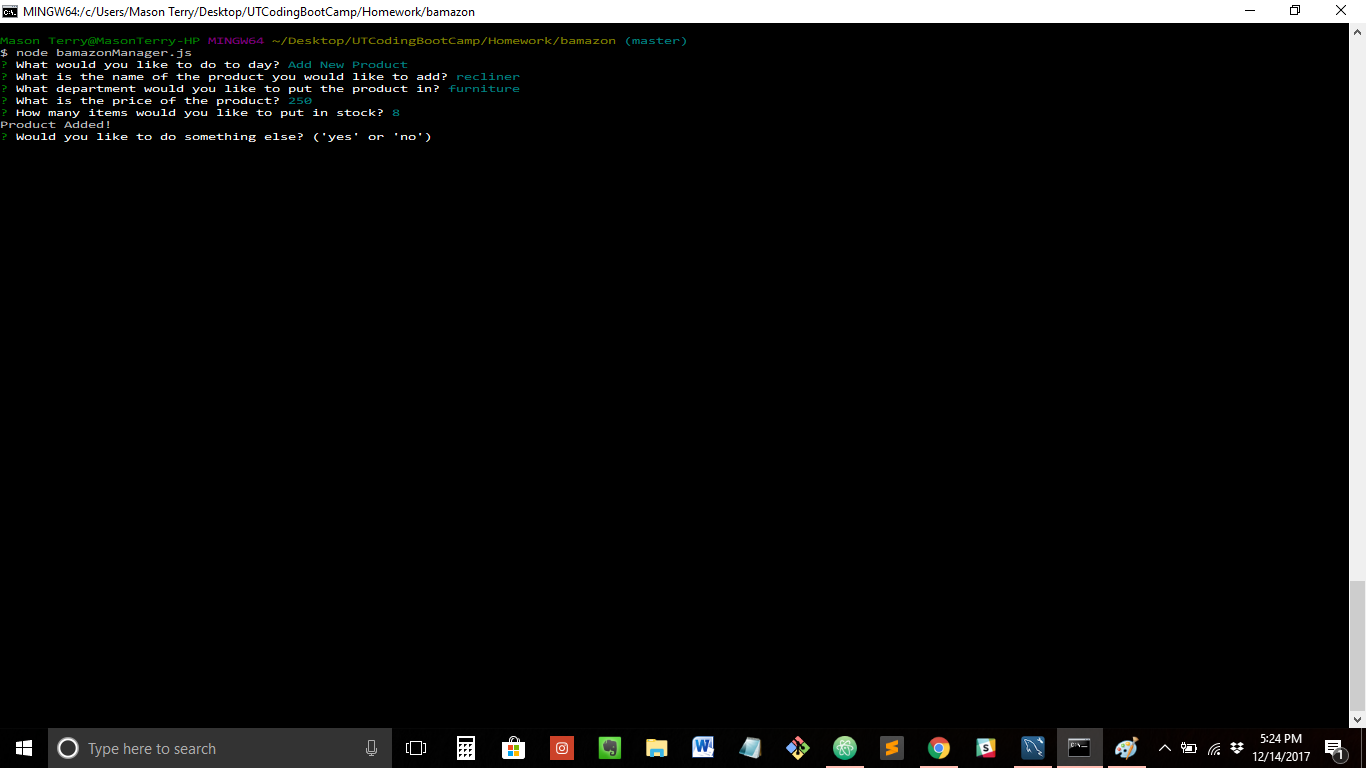 MINGW64:/c/Users/Mason Terry/Desktop/UTCodingBootCamp/Homework/bamazon
Mason Terry@MasonTerry-HP MINGW64 ~/Desktop/UTCodingBootCamp/Homework/bamazon (master)
$ node bamazonManager.js
? What would you like to do to day? Add New Product
? What is the name of the product you would like to add? recliner
? What department would you like to put the product in? furniture
? What is the price of the product? 250
? How many items would you like to put in stock? 8
Product Added!
? Would you like to do something else? ('yes' or 'no')
Type here to search
5:24 PM
12/14/2017
1